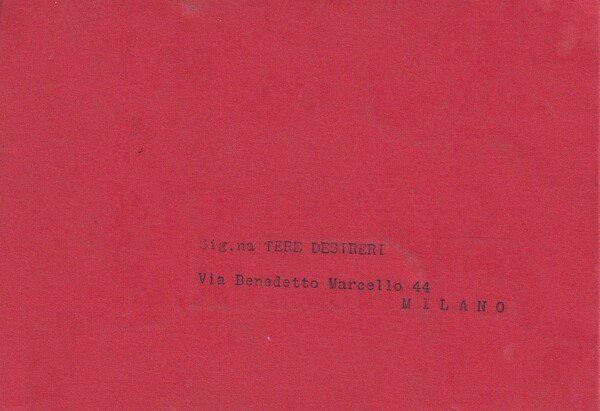 Sig.na TERE DESIRERI
Via Benedetto Marcello 44
M I L A N O